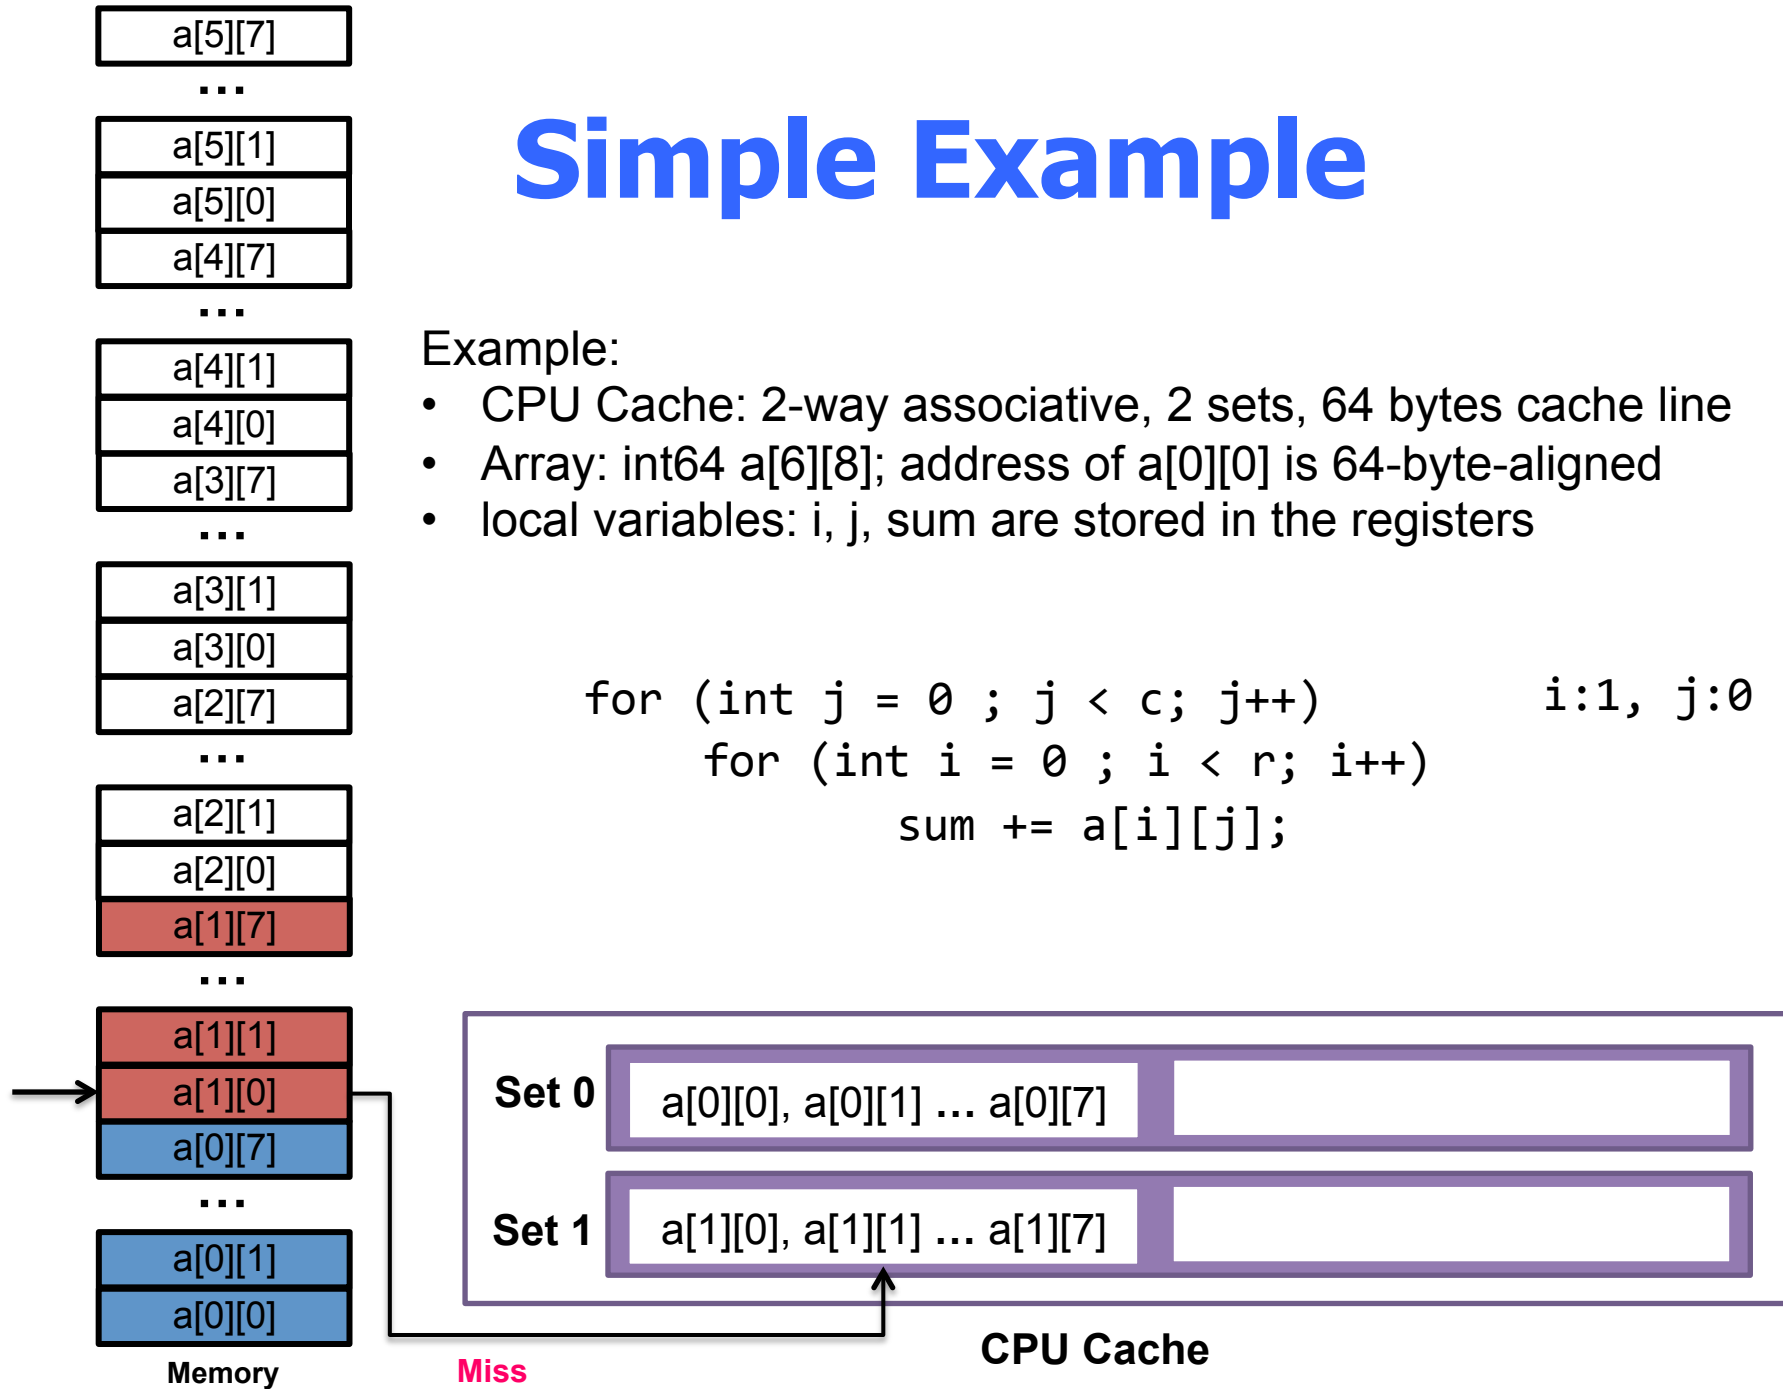 a[5][7]
...
a[5][1]
a[5][0]
a[4][7]
...
a[4][1]
a[4][0]
a[3][7]
...
a[3][1]
a[3][0]
a[2][7]
...
a[2][1]
a[2][0]
a[1][7]
...
a[1][1]
a[1][0]
a[0][7]
...
a[0][1]
a[0][0]
Memory
Simple Example
Example:
• CPU Cache: 2-way associative, 2 sets, 64 bytes cache line
• Array: int64 a[6][8]; address of a[0][0] is 64-byte-aligned
• local variables: i, j, sum are stored in the registers
for (int j = 0 ; j < c; j++)
i:1, j:0
for (int i = 0 ; i < r; i++)
sum += a[i][j];
Set 0
a[0][0], a[0][1] ... a[0][7]
Set 1
a[1][0], a[1][1] ... a[1][7]
CPU Cache
Miss